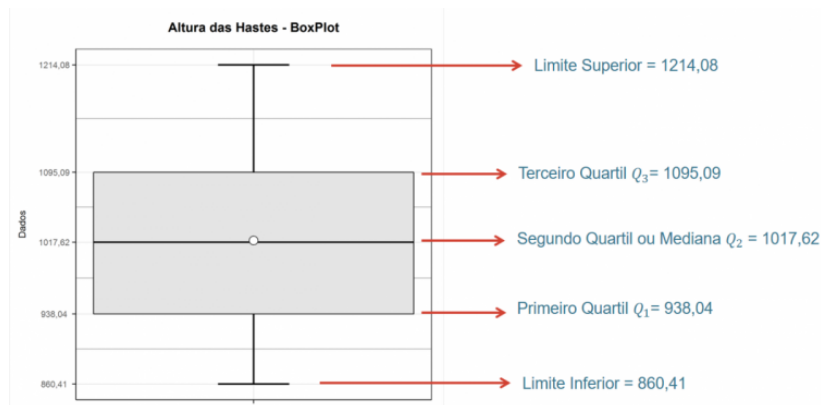 Altura das Hastes - BoxPlot
1214,08
Limite Superior = 1214,08
1095,09
Terceiro Quartil Q₃= 1095,09
Dados
1017,62
Segundo Quartil ou Mediana Q₂ = 1017,62
938,04
Primeiro Quartil Q₁= 938,04
860,41
Limite Inferior = 860,41